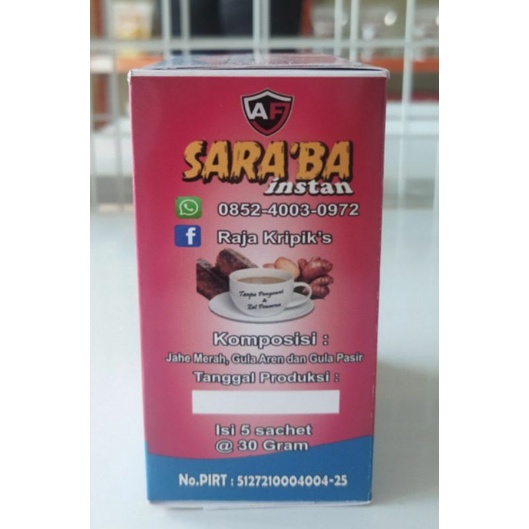 AF
SARA'BA
instan
0852-4003-0972
Raja Kripik's
Tanpa Pengawet
&
Zat Pewarna
Komposisi :
Jahe Merah, Gula Aren dan Gula Pasir
Tanggal Produksi :
Isi 5 sachet
@ 30 Gram
No.PIRT : 5127210004004-25